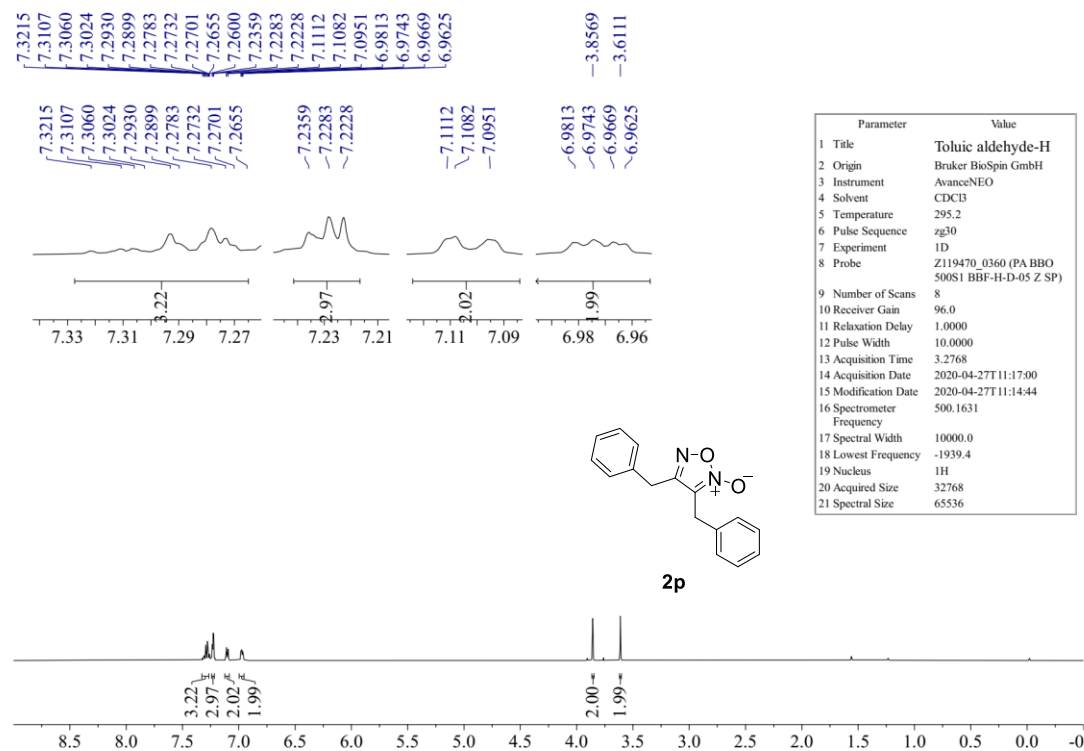 7.3215
7.3107
7.3060
7.3024
7.2930
7.2899
7.2783
7.2732
7.2701
7.2655
7.2600
7.2359
7.2283
7.2228
7.1112
7.1082
7.0951
6.9813
6.9743
6.9669
6.9625
3.8569
3.6111
7.3215
7.3107
7.3060
7.3024
7.2930
7.2899
7.2783
7.2732
7.2701
7.2655
7.2359
7.2283
7.2228
7.1112
7.1082
7.0951
6.9813
6.9743
6.9669
6.9625
3.22
2.97
2.02
1.99
7.33 7.31 7.29 7.27 7.23 7.21 7.11 7.09 6.98 6.96
Parameter Value
1 Title Toluic aldehyde-H
2 Origin Bruker BioSpin GmbH
3 Instrument AvanceNEO
4 Solvent CDCl3
5 Temperature 295.2
6 Pulse Sequence zg30
7 Experiment 1D
8 Probe Z119470_0360 (PA BBO
500S1 BBF-H-D-05 Z SP)
9 Number of Scans 8
10 Receiver Gain 96.0
11 Relaxation Delay 1.0000
12 Pulse Width 10.0000
13 Acquisition Time 3.2768
14 Acquisition Date 2020-04-27T11:17:00
15 Modification Date 2020-04-27T11:14:44
16 Spectrometer 500.1631
Frequency
17 Spectral Width 10000.0
18 Lowest Frequency -1939.4
19 Nucleus 1H
20 Acquired Size 32768
21 Spectral Size 65536
N O
N
+
O−
2p
3.22
2.97
2.02
1.99
2.00
1.99
8.5 8.0 7.5 7.0 6.5 6.0 5.5 5.0 4.5 4.0 3.5 3.0 2.5 2.0 1.5 1.0 0.5 -0